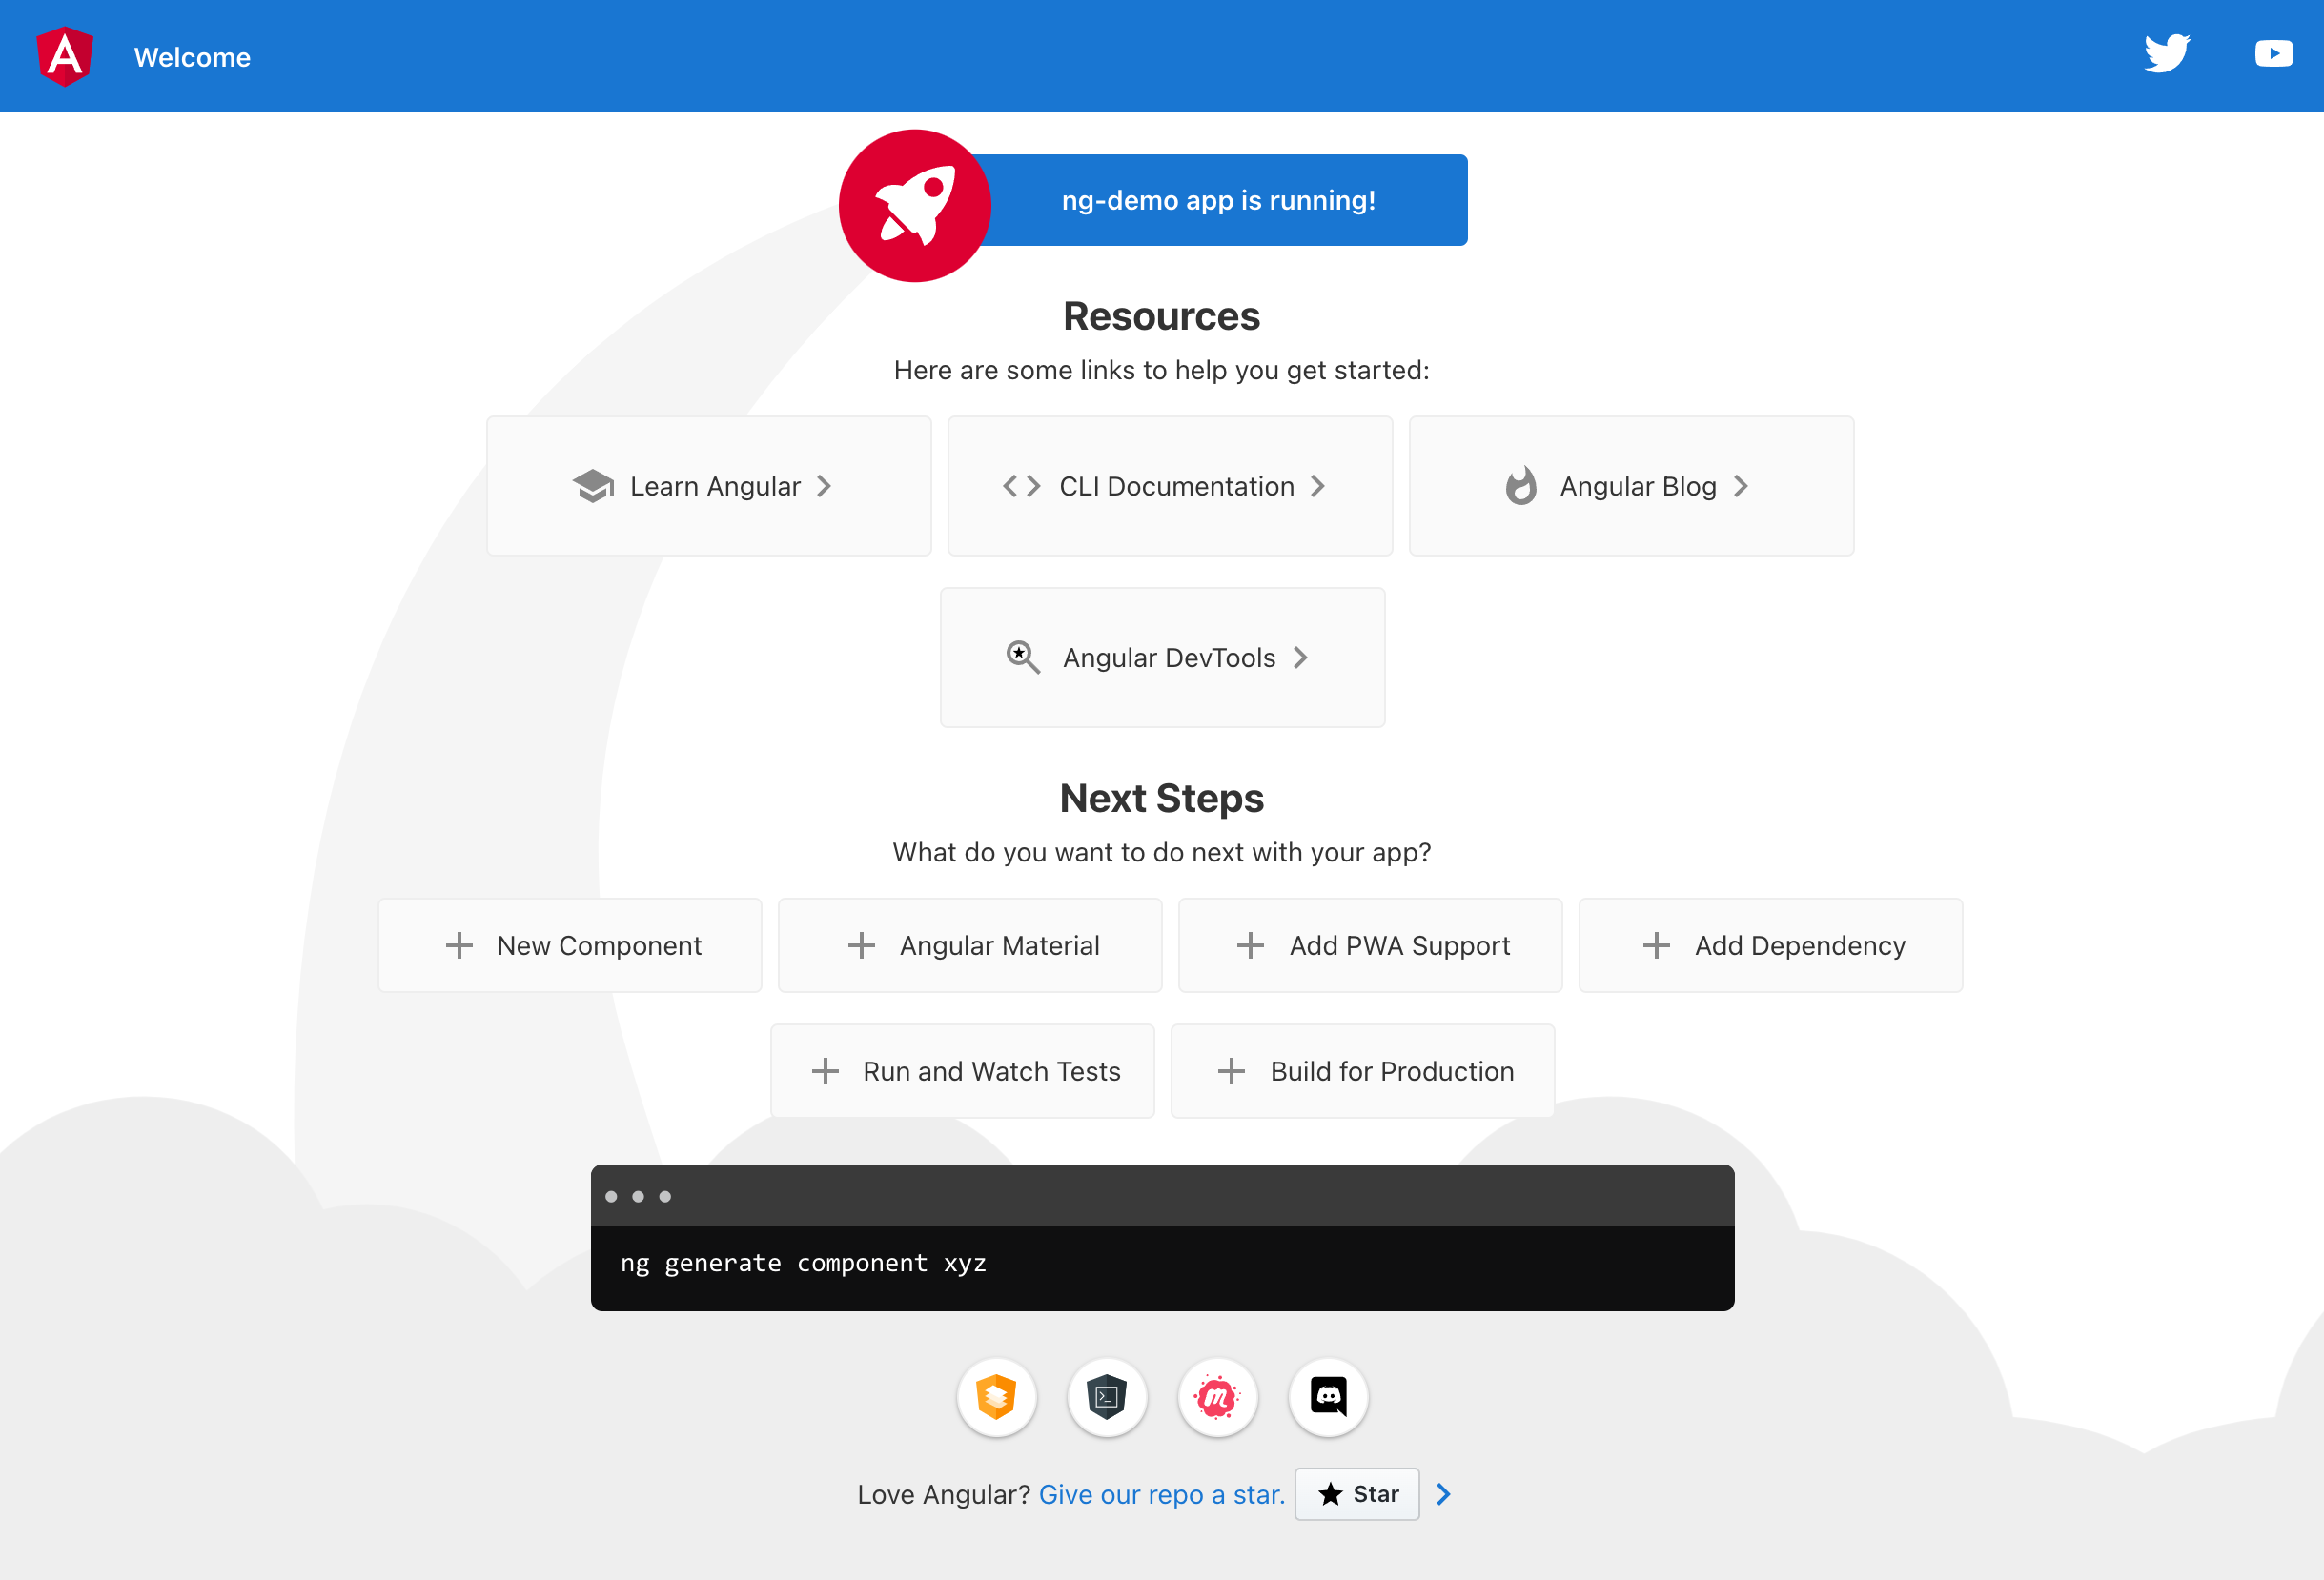 Welcome
ng-demo app is running!
Resources
Here are some links to help you get started:
Learn Angular
CLI Documentation
Angular Blog
Angular DevTools
Next Steps
What do you want to do next with your app?
New Component
Angular Material
Add PWA Support
Add Dependency
Run and Watch Tests
Build for Production
ng generate component xyz
Love Angular? Give our repo a star. Star